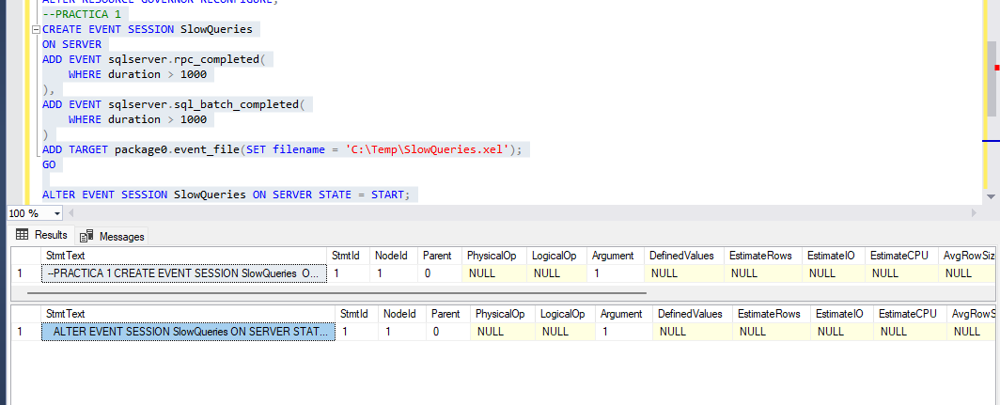 ALTER RESOURCE GOVERNOR RECONFIGURE;
--PRACTICA 1
CREATE EVENT SESSION SlowQueries
ON SERVER
ADD EVENT sqlserver.rpc_completed(
WHERE duration > 1000
),
ADD EVENT sqlserver.sql_batch_completed(
WHERE duration > 1000
)
ADD TARGET package0.event_file(SET filename = 'C:\Temp\SlowQueries.xel');
GO
ALTER EVENT SESSION SlowQueries ON SERVER STATE = START;
100 %
Results Messages
StmtText StmtId NodeId Parent PhysicalOp LogicalOp Argument DefinedValues EstimateRows EstimateIO EstimateCPU AvgRowSiz
1 --PRACTICA 1 CREATE EVENT SESSION SlowQueries O... 1 1 0 NULL NULL 1 NULL NULL NULL NULL NULL
StmtText StmtId NodeId Parent PhysicalOp LogicalOp Argument DefinedValues EstimateRows EstimateIO EstimateCPU AvgRowS
1 ALTER EVENT SESSION SlowQueries ON SERVER STAT... 1 1 0 NULL NULL 1 NULL NULL NULL NULL NULL